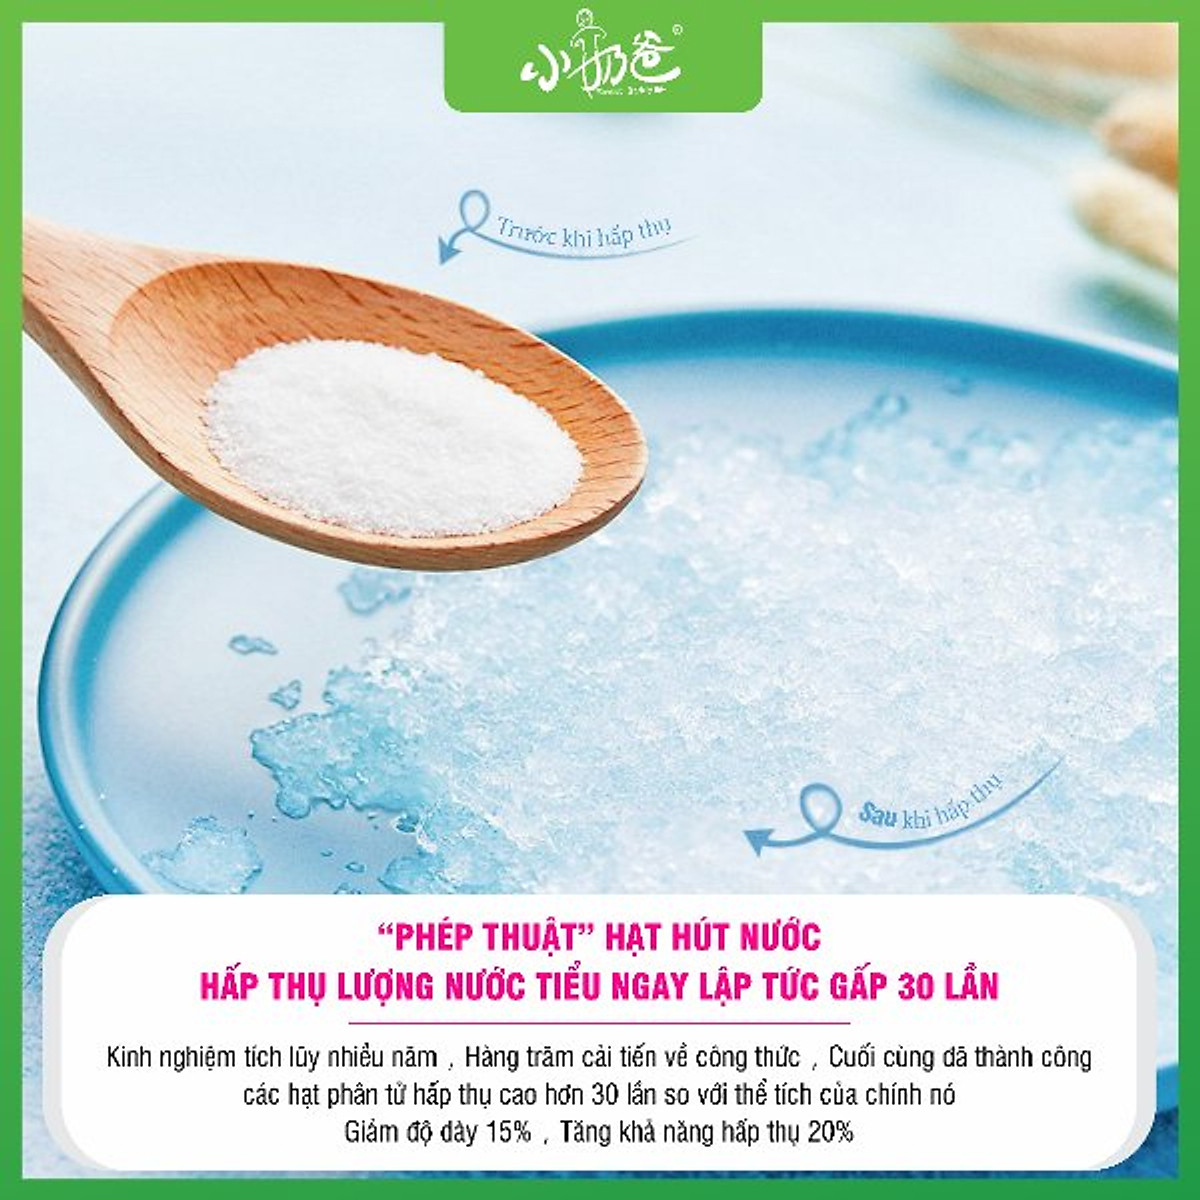 小奶爸
Trước khi hấp thụ
Sau khi hấp thụ
“PHÉP THUẬT” HẠT HÚT NƯỚC
HẤP THỤ LƯỢNG NƯỚC TIỂU NGAY LẬP TỨC GẤP 30 LẦN
Kinh nghiệm tích lũy nhiều năm , Hàng trăm cải tiến về công thức , Cuối cùng đã thành công
các hạt phân tử hấp thụ cao hơn 30 lần so với thể tích của chính nó
Giảm độ dày 15% , Tăng khả năng hấp thụ 20%